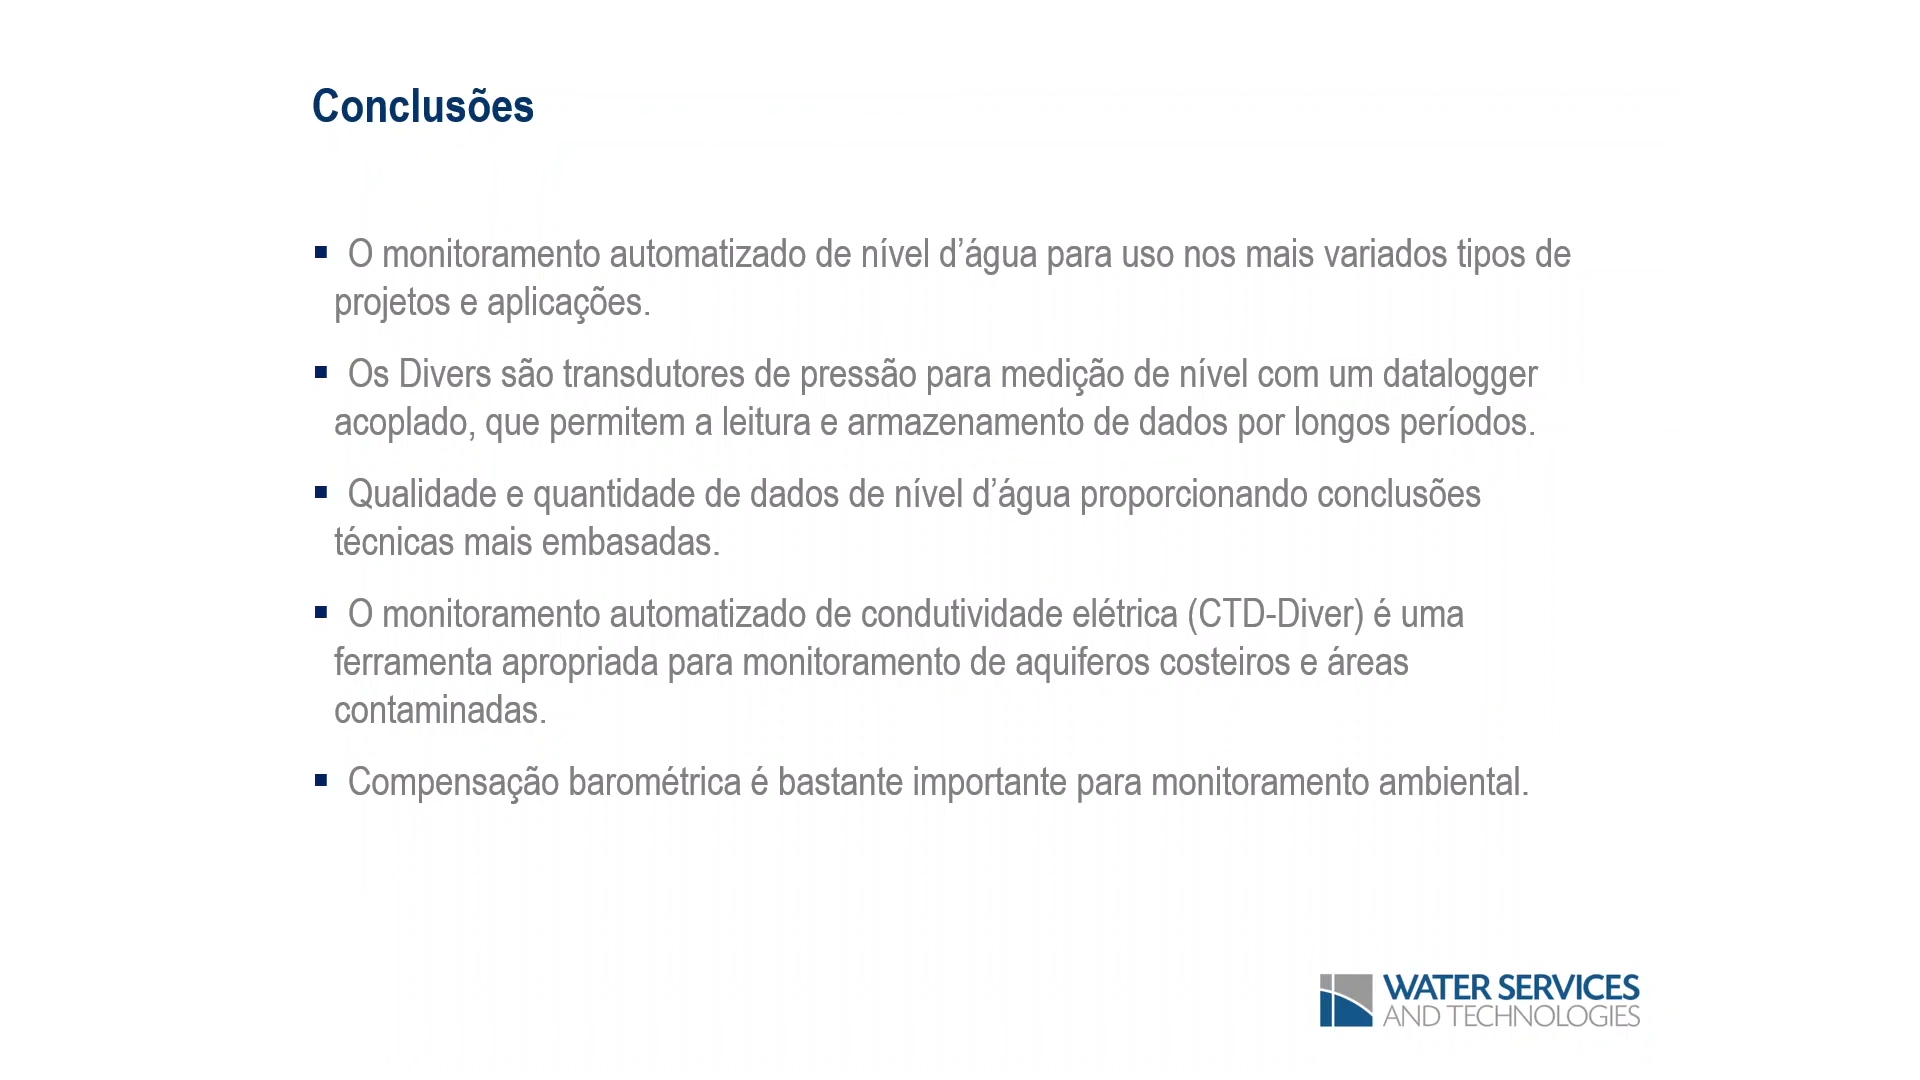 Conclusões
▪ O monitoramento automatizado de nível d’água para uso nos mais variados tipos de
projetos e aplicações.
▪ Os Divers são transdutores de pressão para medição de nível com um datalogger
acoplado, que permitem a leitura e armazenamento de dados por longos períodos.
▪ Qualidade e quantidade de dados de nível d’água proporcionando conclusões
técnicas mais embasadas.
▪ O monitoramento automatizado de condutividade elétrica (CTD-Diver) é uma
ferramenta apropriada para monitoramento de aquiferos costeiros e áreas
contaminadas.
▪ Compensação barométrica é bastante importante para monitoramento ambiental.
WATER SERVICES
AND TECHNOLOGIES